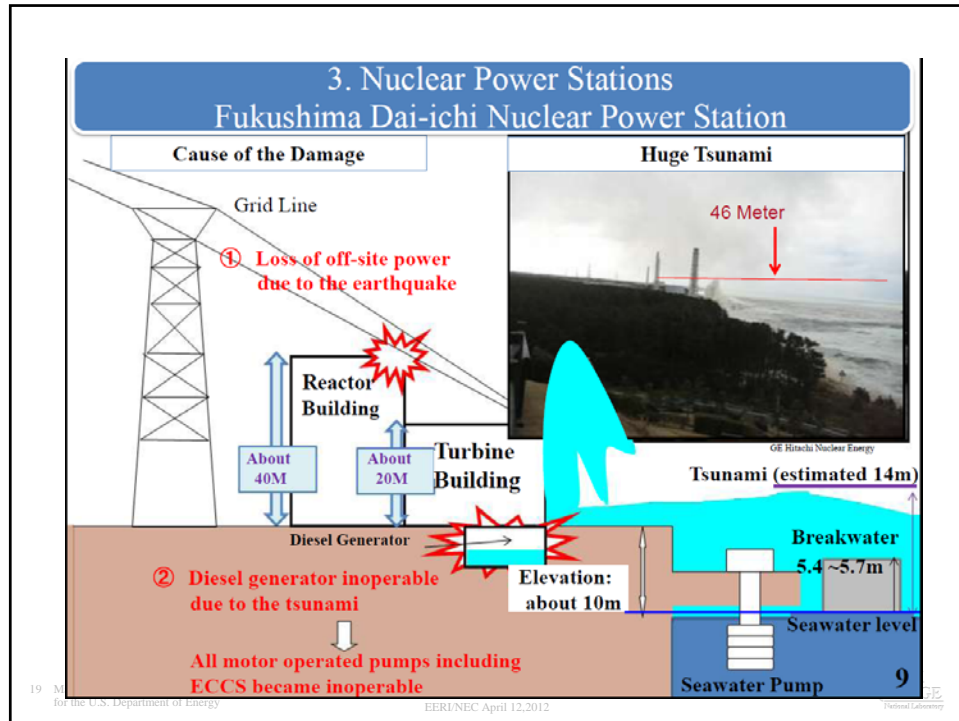 3. Nuclear Power Stations
Fukushima Dai-ichi Nuclear Power Station
Cause of the Damage
Huge Tsunami
Grid Line
46 Meter
① Loss of off-site power
due to the earthquake
Reactor
Building
About
40M
About
20M
Turbine
Building
GE Hitachi Nuclear Energy
Tsunami (estimated 14m)
Diesel Generator
Breakwater
5.4 ~5.7m
② Diesel generator inoperable
due to the tsunami
Elevation:
about 10m
Seawater level
All motor operated pumps including
ECCS became inoperable
Seawater Pump
9
19 M
for the U.S. Department of Energy
EERI/NEC April 12,2012
GE
National Laboratory